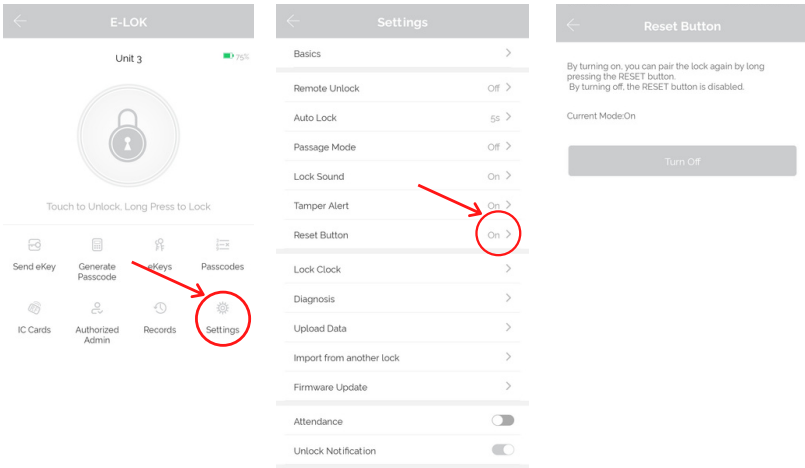 E-LOK
Unit 3
75%
Touch to Unlock, Long Press to Lock
Send eKey
Generate Passcode
eKeys
Passcodes
IC Cards
Authorized Admin
Records
Settings
Settings
Basics
Remote Unlock Off
Auto Lock 5s
Passage Mode Off
Lock Sound On
Tamper Alert On
Reset Button On
Lock Clock
Diagnosis
Upload Data
Import from another lock
Firmware Update
Attendance
Unlock Notification
Reset Button
By turning on, you can pair the lock again by long
pressing the RESET button.
By turning off, the RESET button is disabled.
Current Mode:On
Turn Off